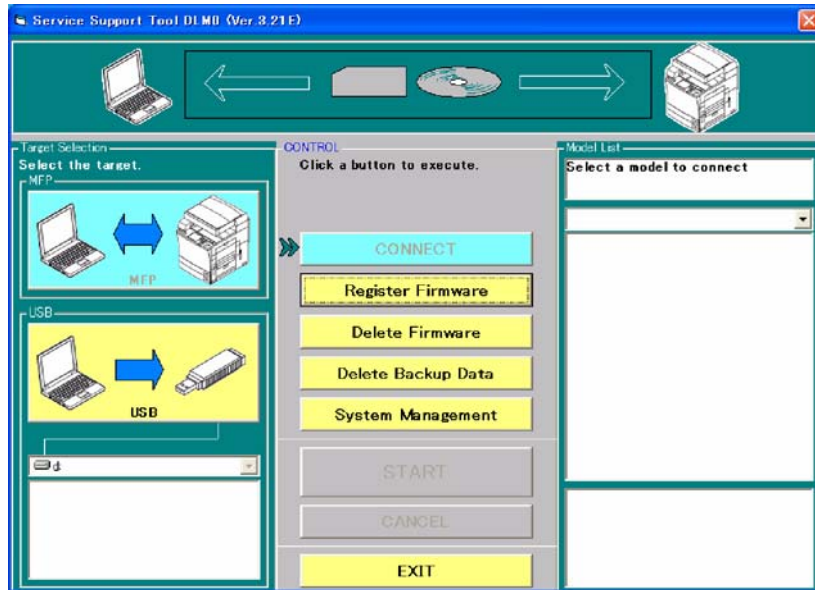 Service Support Tool DLM0 (Ver.3.21E)
Target Selection
Select the target.
MFP
MFP
USB
USB
d:
CONTROL
Click a button to execute.
CONNECT
Register Firmware
Delete Firmware
Delete Backup Data
System Management
START
CANCEL
EXIT
Model List
Select a model to connect